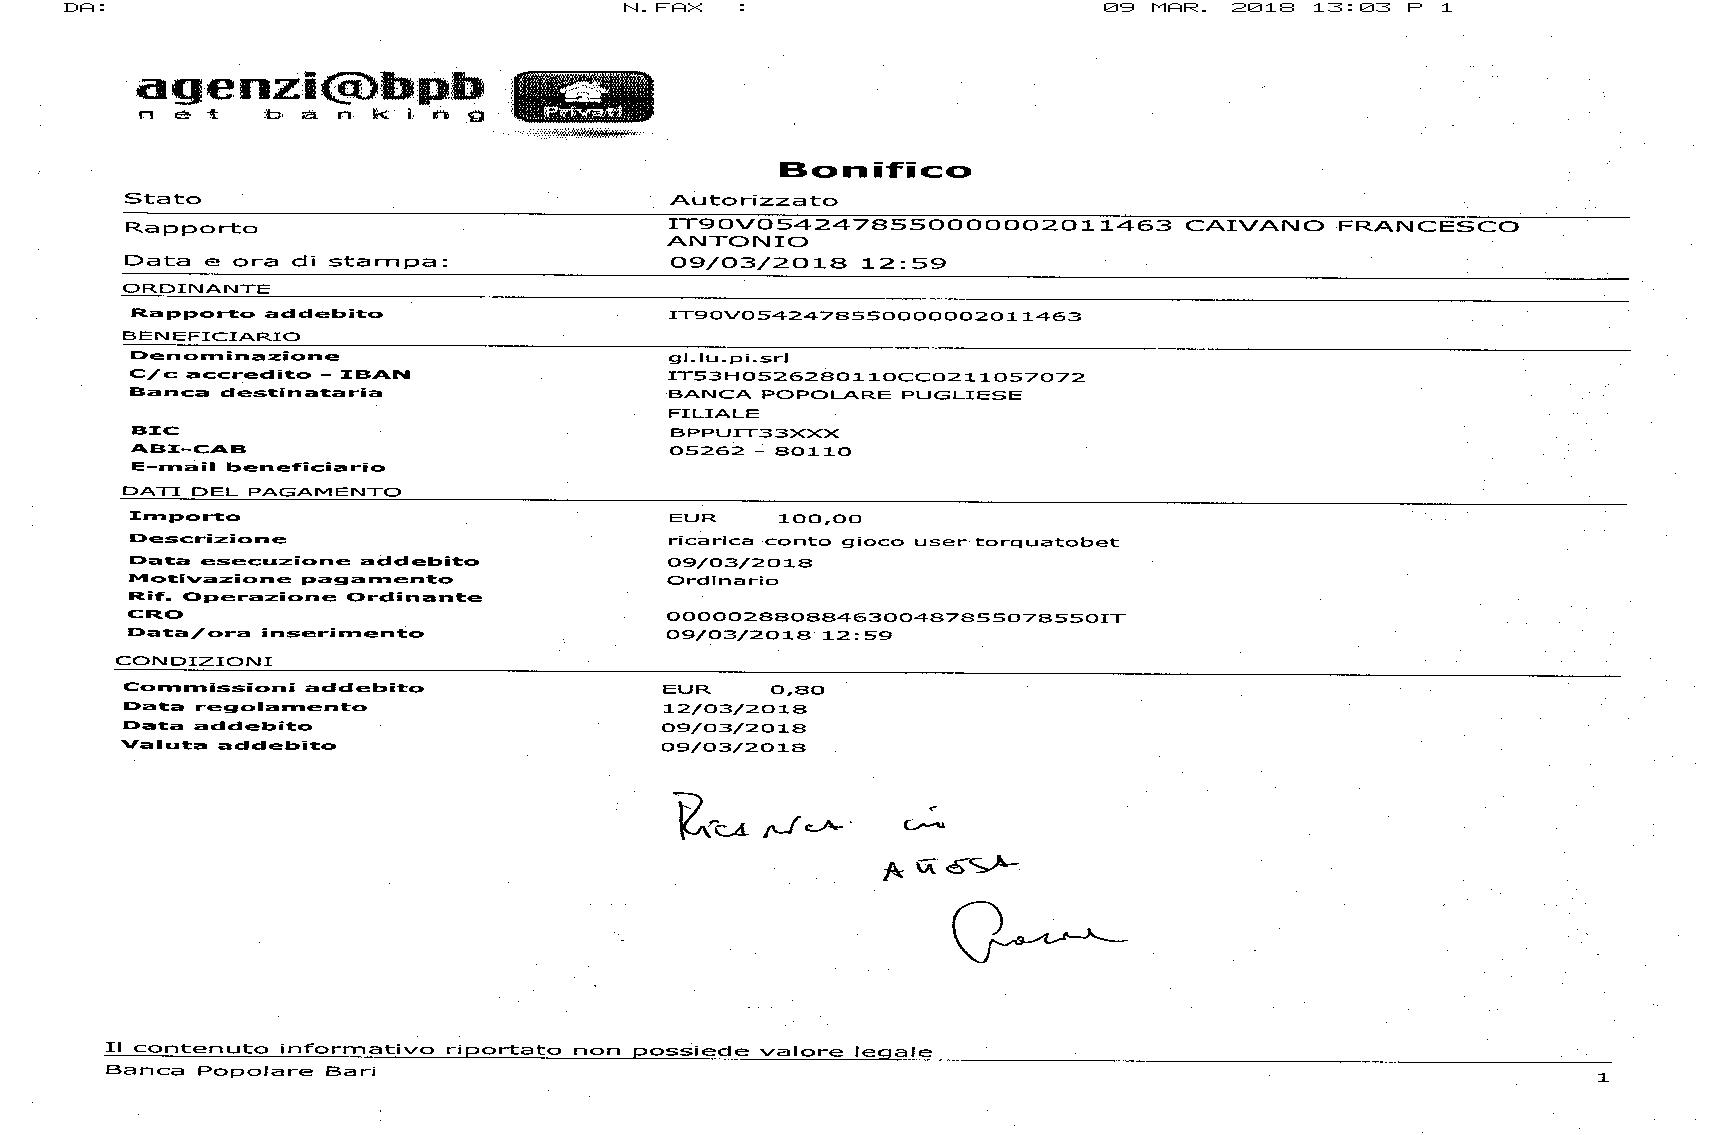 DA: N.FAX : 09 MAR. 2018 13:03 P 1
agenzi@bpb
net banking
Privati
Bonifico
Stato Autorizzato
Rapporto IT90V0542478550000002011463 CAIVANO FRANCESCO
ANTONIO
Data e ora di stampa: 09/03/2018 12:59
ORDINANTE
Rapporto addebito IT90V0542478550000002011463
BENEFICIARIO
Denominazione gl.lu.pi.srl
C/c accredito - IBAN IT53H0526280110CC0211057072
Banca destinataria BANCA POPOLARE PUGLIESE
FILIALE
BIC BPPUIT33XXX
ABI-CAB 05262 - 80110
E-mail beneficiario
DATI DEL PAGAMENTO
Importo EUR 100,00
Descrizione ricarica conto gioco user torquatobet
Data esecuzione addebito 09/03/2018
Motivazione pagamento Ordinario
Rif. Operazione Ordinante
CRO 0000028808846300487855078550IT
Data/ora inserimento 09/03/2018 12:59
CONDIZIONI
Commissioni addebito EUR 0,80
Data regolamento 12/03/2018
Data addebito 09/03/2018
Valuta addebito 09/03/2018
in
Il contenuto informativo riportato non possiede valore legale
Banca Popolare Bari 1